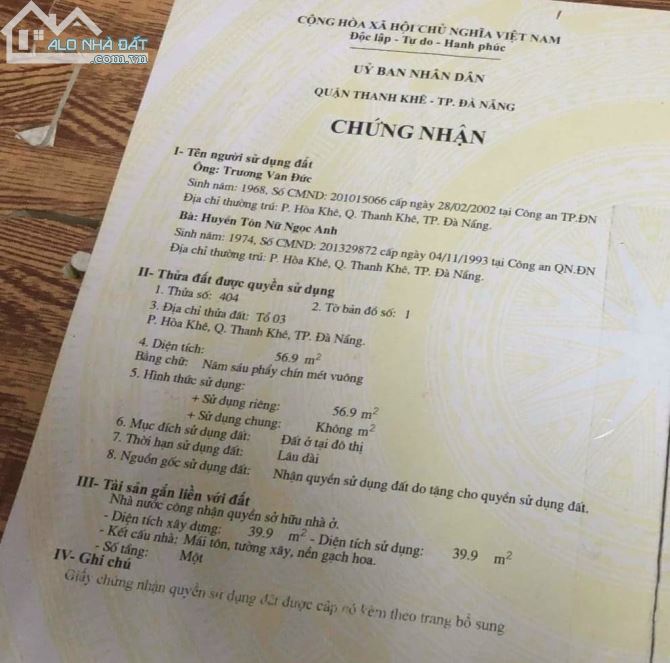 ALO NHÀ ĐẤT
CỘNG HÒA XÃ HỘI CHỦ NGHĨA VIỆT NAM
Độc lập - Tự do - Hạnh phúc
UỶ BAN NHÂN DÂN
QUẬN THANH KHÊ - TP. ĐÀ NẴNG
CHỨNG NHẬN
I- Tên người sử dụng đất
Ông: Trương Văn Đức
Sinh năm: 1968, Số CMND: 201015066 cấp ngày 28/02/2002 tại Công an TP.ĐN
Địa chỉ thường trú: P. Hòa Khê, Q. Thanh Khê, TP. Đà Nẵng.
Bà: Huyền Tôn Nữ Ngọc Anh
Sinh năm: 1974, Số CMND: 201329872 cấp ngày 04/11/1993 tại Công an QN.ĐN
Địa chỉ thường trú: P. Hòa Khê, Q. Thanh Khê, TP. Đà Nẵng.
II- Thửa đất được quyền sử dụng
1. Thửa số: 404 2. Tờ bản đồ số: 1
3. Địa chỉ thửa đất: Tổ 03
P. Hòa Khê, Q. Thanh Khê, TP. Đà Nẵng.
4. Diện tích: 56.9 m²
Bằng chữ: Năm sáu phẩy chín mét vuông
5. Hình thức sử dụng:
+ Sử dụng riêng: 56.9 m²
+ Sử dụng chung: Không m²
6. Mục đích sử dụng đất: Đất ở tại đô thị
7. Thời hạn sử dụng đất: Lâu dài
8. Nguồn gốc sử dụng đất: Nhận quyền sử dụng đất do tặng cho quyền sử dụng đất.
III- Tài sản gắn liền với đất
Nhà nước công nhận quyền sở hữu nhà ở.
- Diện tích xây dựng: 39.9 m² - Diện tích sử dụng: 39.9 m²
- Kết cấu nhà: Mái tôn, tường xây, nền gạch hoa.
- Số tầng: Một
IV- Ghi chú
Giấy chứng nhận quyền sử dụng đất được cấp có kèm theo trang bổ sung